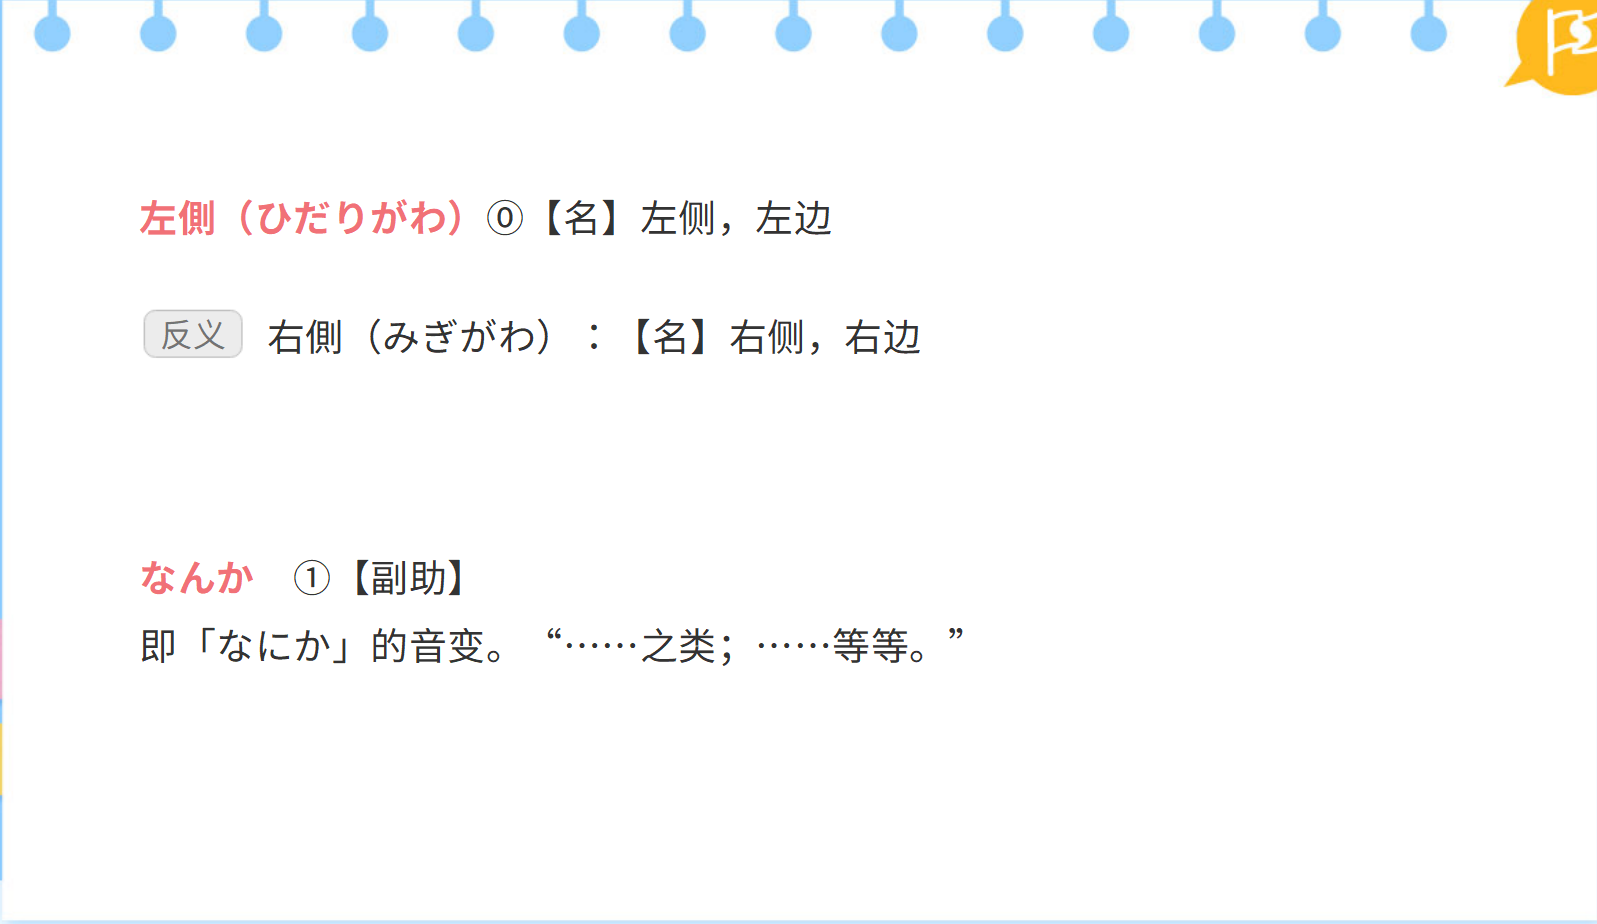 左側（ひだりがわ）⓪【名】左侧，左边
反义 右側（みぎがわ）：【名】右侧，右边
なんか　①【副助】
即「なにか」的音变。 “……之类；……等等。”